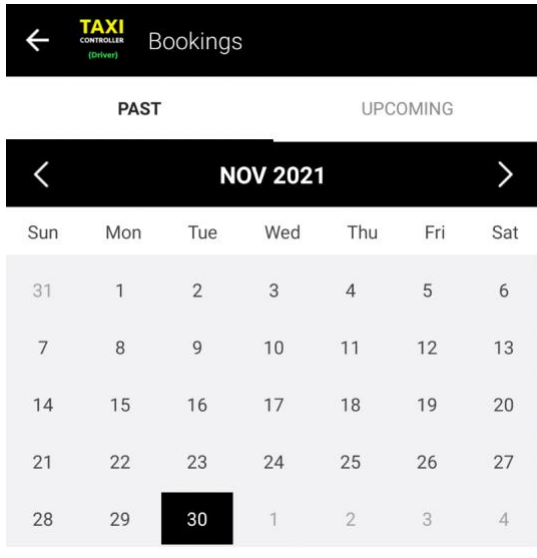 TAXI
CONTROLLER
(Driver)
Bookings
PAST UPCOMING
NOV 2021
Sun Mon Tue Wed Thu Fri Sat
31 1 2 3 4 5 6
7 8 9 10 11 12 13
14 15 16 17 18 19 20
21 22 23 24 25 26 27
28 29 30 1 2 3 4